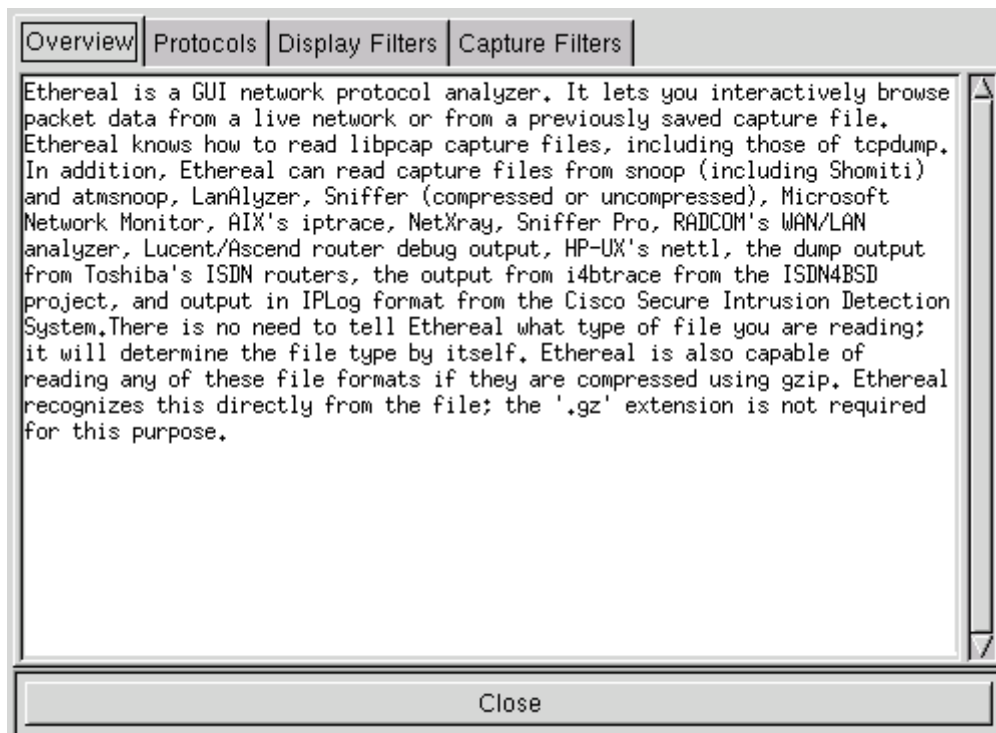 Overview Protocols Display Filters Capture Filters
Ethereal is a GUI network protocol analyzer. It lets you interactively browse
packet data from a live network or from a previously saved capture file.
Ethereal knows how to read libpcap capture files, including those of tcpdump.
In addition, Ethereal can read capture files from snoop (including Shomiti)
and atmsnoop, LanAlyzer, Sniffer (compressed or uncompressed), Microsoft
Network Monitor, AIX's iptrace, NetXray, Sniffer Pro, RADCOM's WAN/LAN
analyzer, Lucent/Ascend router debug output, HP-UX's nettl, the dump output
from Toshiba's ISDN routers, the output from i4btrace from the ISDN4BSD
project, and output in IPLog format from the Cisco Secure Intrusion Detection
System.There is no need to tell Ethereal what type of file you are reading;
it will determine the file type by itself. Ethereal is also capable of
reading any of these file formats if they are compressed using gzip. Ethereal
recognizes this directly from the file; the '.gz' extension is not required
for this purpose.
Close